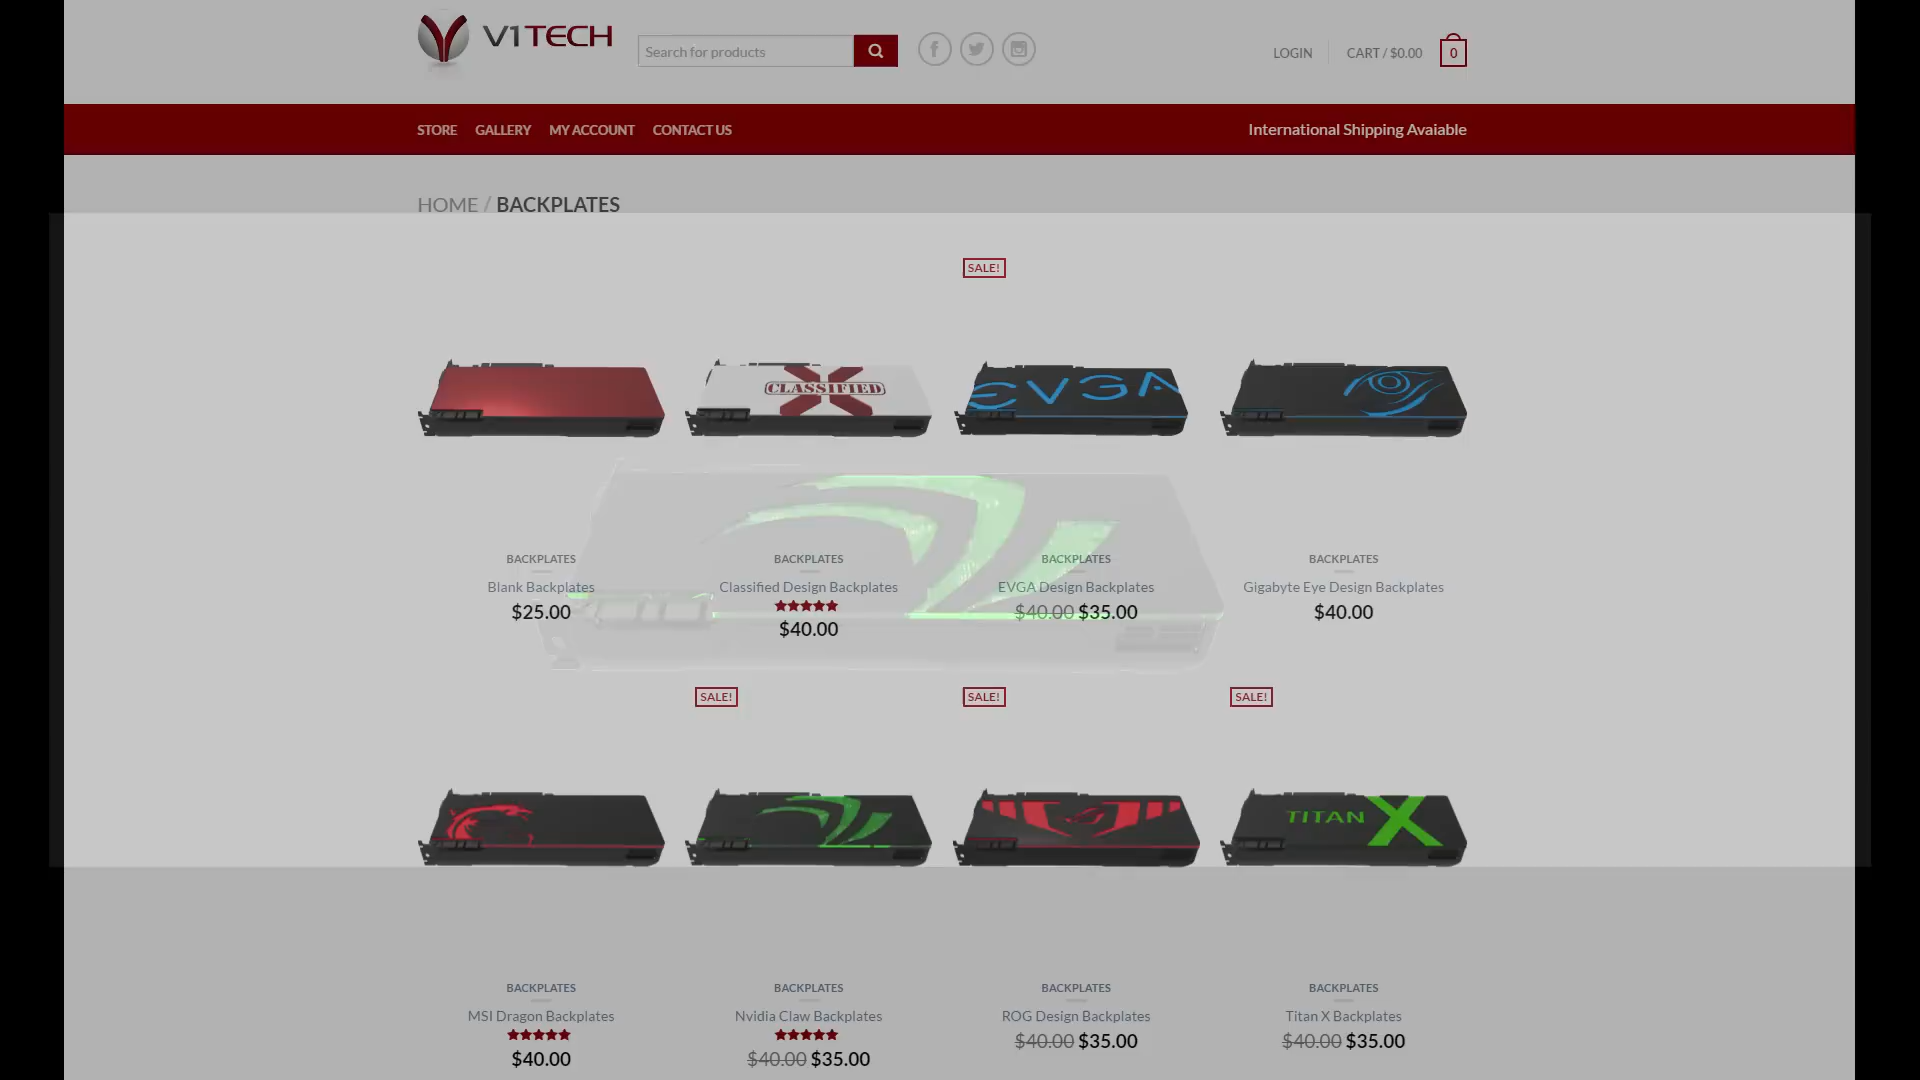 V1TECH
Search for products
LOGIN
CART / $0.00
0
STORE GALLERY MY ACCOUNT CONTACT US
International Shipping Avaiable
HOME / BACKPLATES
SALE!
CLASSIFIED
EVGA
BACKPLATES
Blank Backplates
$25.00
BACKPLATES
Classified Design Backplates
$40.00
BACKPLATES
EVGA Design Backplates
$40.00 $35.00
BACKPLATES
Gigabyte Eye Design Backplates
$40.00
SALE!
SALE!
SALE!
TITAN X
BACKPLATES
MSI Dragon Backplates
$40.00
BACKPLATES
Nvidia Claw Backplates
$40.00 $35.00
BACKPLATES
ROG Design Backplates
$40.00 $35.00
BACKPLATES
Titan X Backplates
$40.00 $35.00